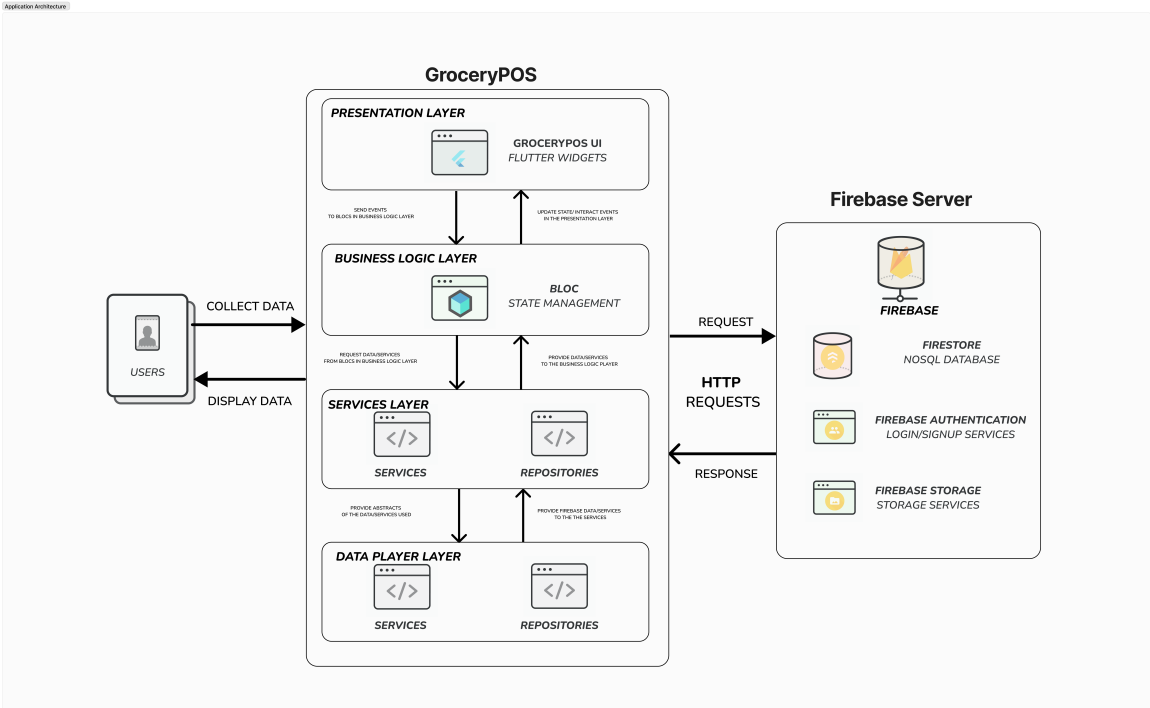 Application Architecture
GroceryPOS
PRESENTATION LAYER
GROCERYPOS UI
FLUTTER WIDGETS
SEND EVENTS
TO BLOCS IN BUSINESS LOGIC LAYER
UPDATE STATE/ INTERACT EVENTS
IN THE PRESENTATION LAYER
BUSINESS LOGIC LAYER
BLOC
STATE MANAGEMENT
REQUEST DATA/SERVICES
FROM BLOCS IN BUSINESS LOGIC LAYER
PROVIDE DATA/SERVICES
TO THE BUSINESS LOGIC PLAYER
SERVICES LAYER
</>
</>
SERVICES
REPOSITORIES
PROVIDE ABSTRACTS
OF THE DATA/SERVICES USED
PROVIDE FIREBASE DATA/SERVICES
TO THE THE SERVICES
DATA PLAYER LAYER
</>
</>
SERVICES
REPOSITORIES
USERS
COLLECT DATA
DISPLAY DATA
REQUEST
HTTP
REQUESTS
RESPONSE
Firebase Server
FIREBASE
FIRESTORE
NOSQL DATABASE
FIREBASE AUTHENTICATION
LOGIN/SIGNUP SERVICES
FIREBASE STORAGE
STORAGE SERVICES